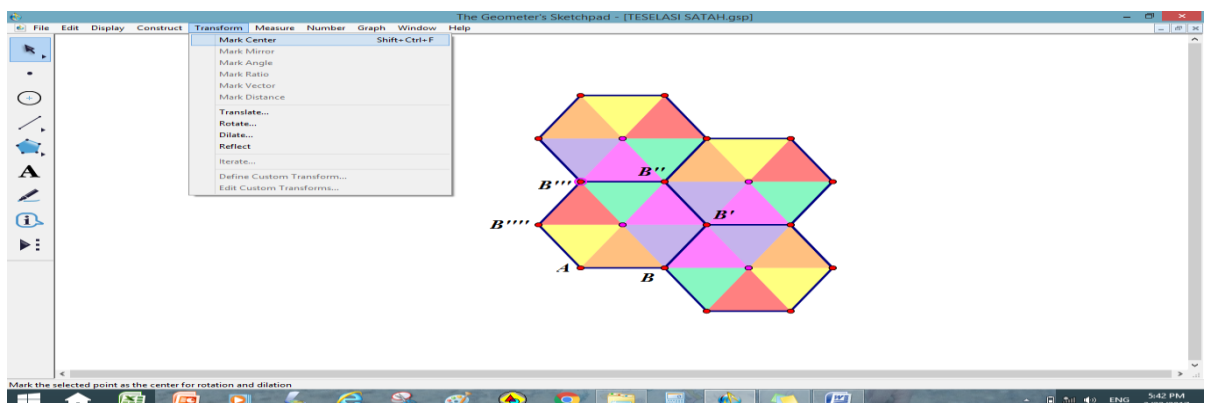 The Geometer's Sketchpad - [TESELASI SATAH.gsp]
File Edit Display Construct Transform Measure Number Graph Window Help
Mark Center Shift+Ctrl+F
Mark Mirror
Mark Angle
Mark Ratio
Mark Vector
Mark Distance
Translate...
Rotate...
Dilate...
Reflect
Iterate...
Define Custom Transform...
Edit Custom Transforms...
A
B''
B'''
B'
B''''
A
B
Mark the selected point as the center for rotation and dilation
ENG 5:42 PM